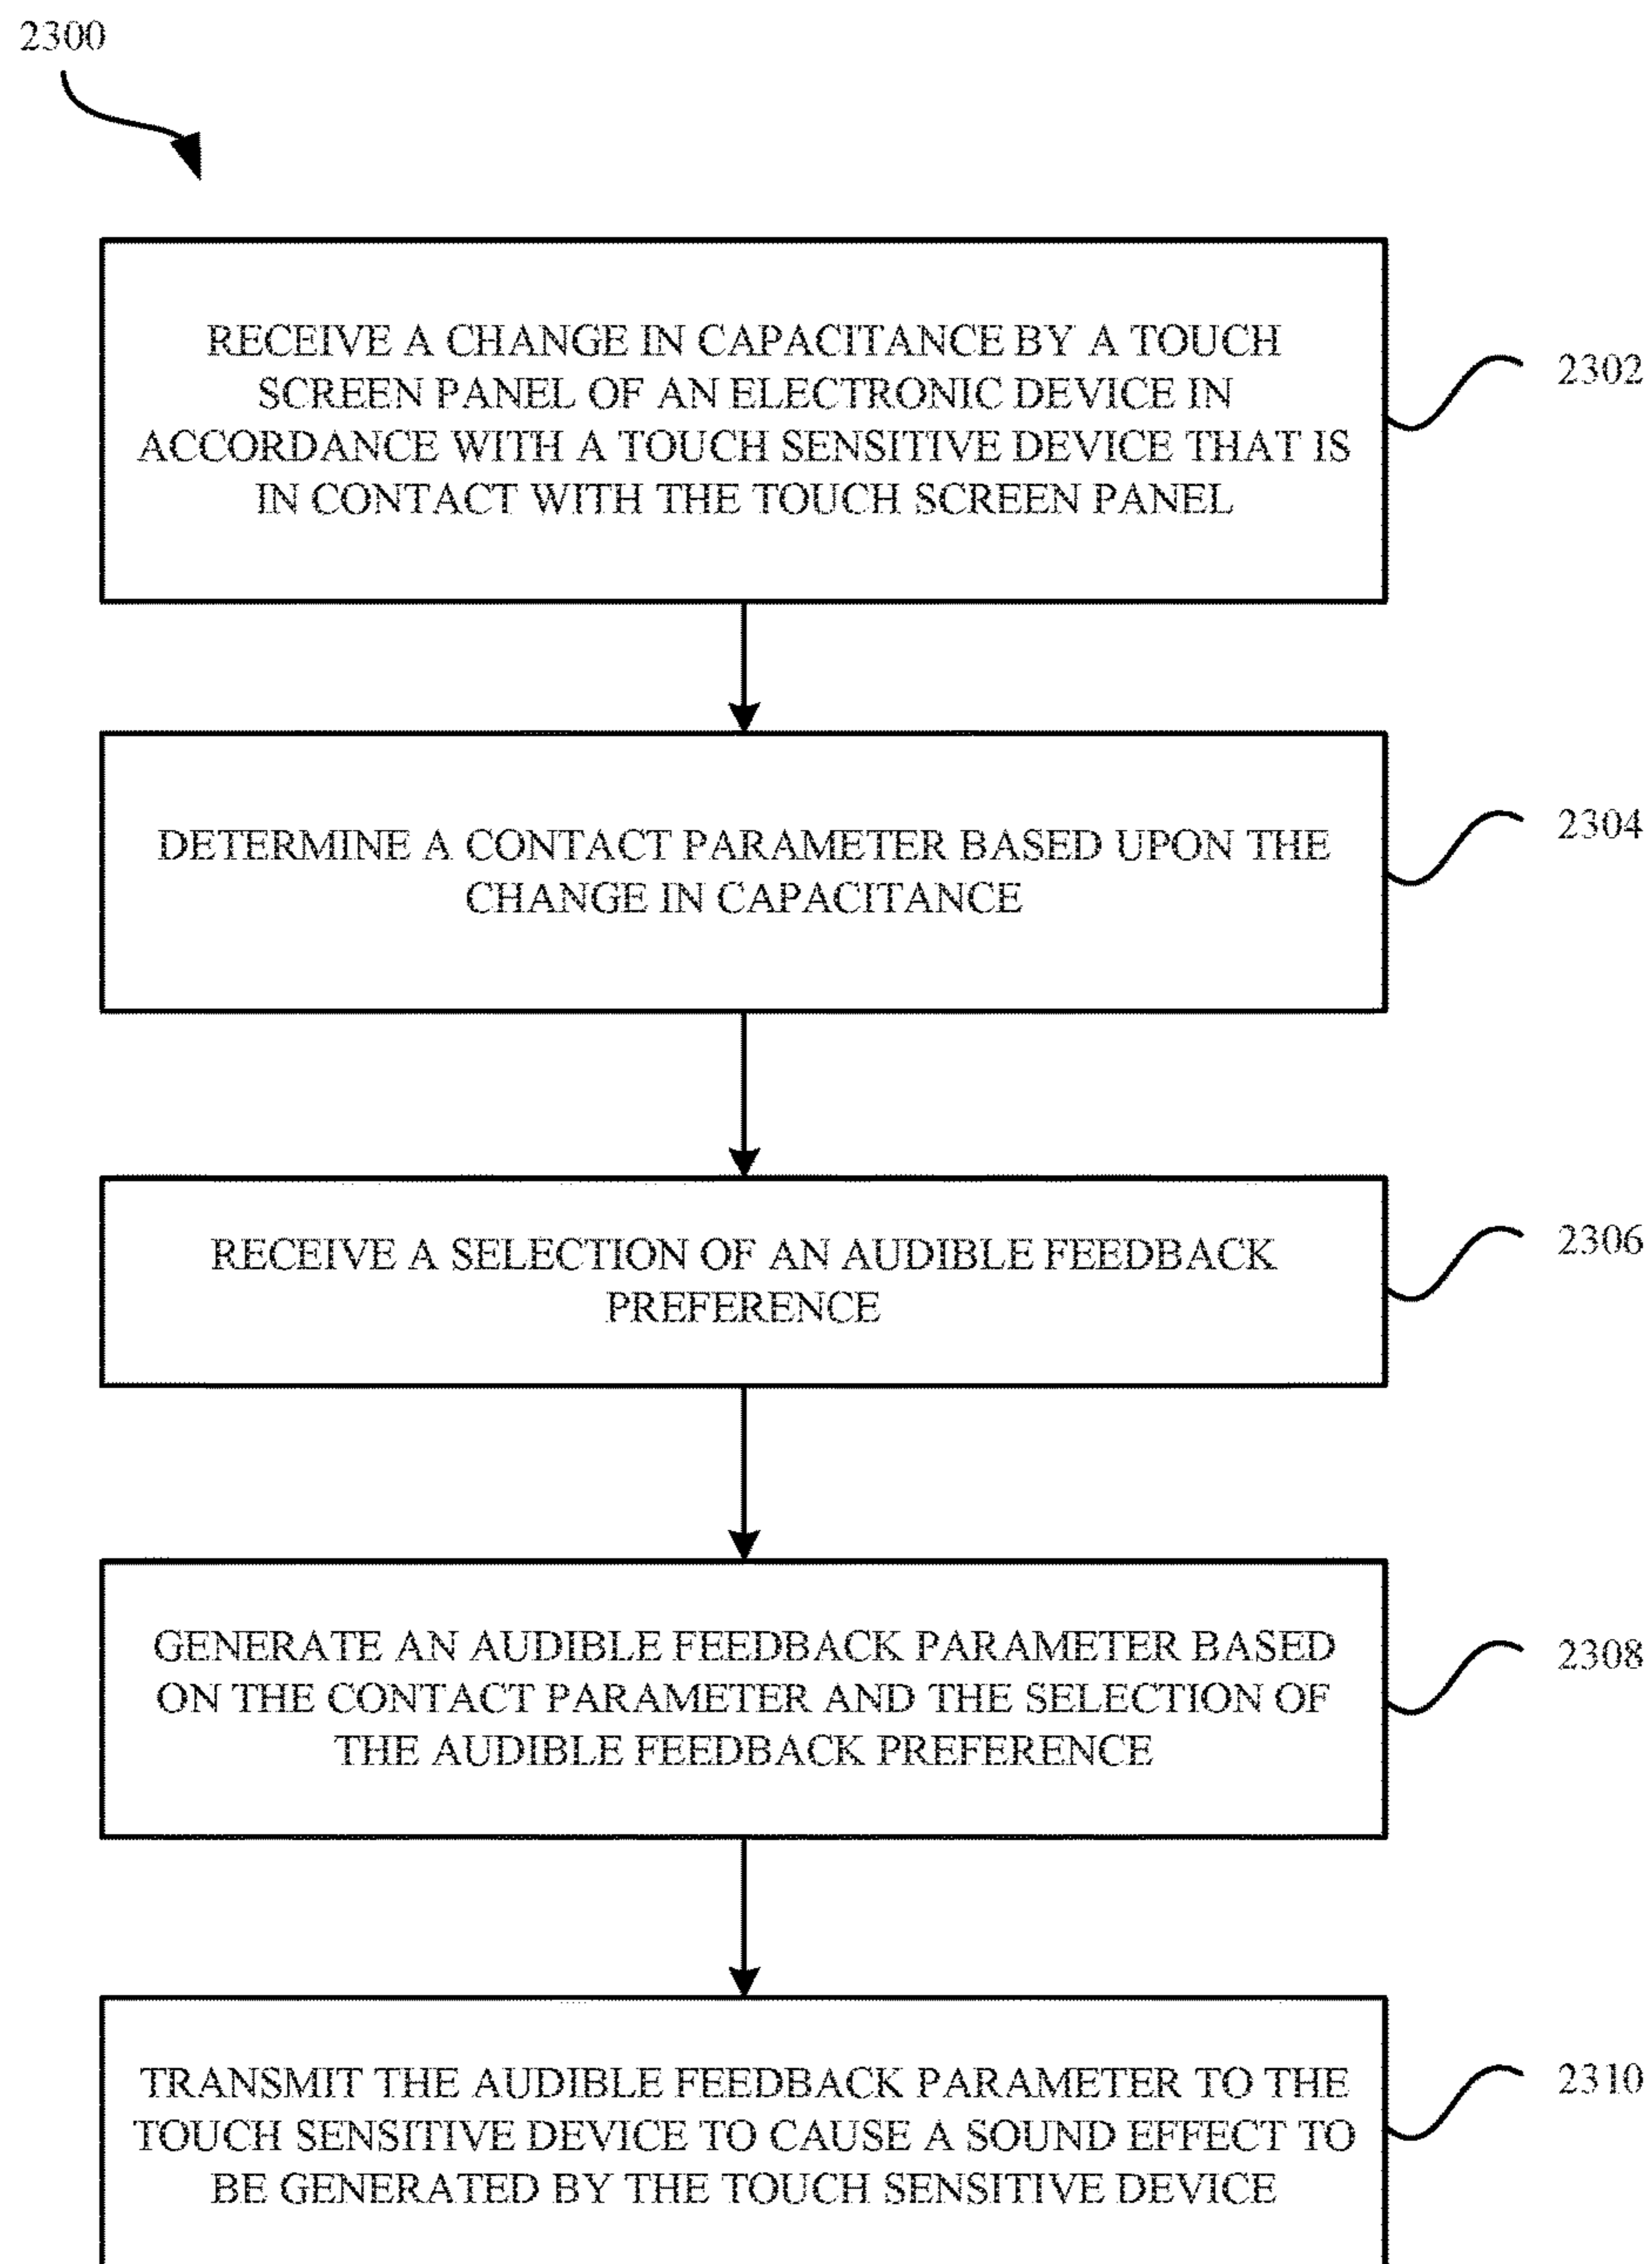 2300
RECEIVE A CHANGE IN CAPACITANCE BY A TOUCH
SCREEN PANEL OF AN ELECTRONIC DEVICE IN
ACCORDANCE WITH A TOUCH SENSITIVE DEVICE THAT IS
IN CONTACT WITH THE TOUCH SCREEN PANEL
2302
DETERMINE A CONTACT PARAMETER BASED UPON THE
CHANGE IN CAPACITANCE
2304
RECEIVE A SELECTION OF AN AUDIBLE FEEDBACK
PREFERENCE
2306
GENERATE AN AUDIBLE FEEDBACK PARAMETER BASED
ON THE CONTACT PARAMETER AND THE SELECTION OF
THE AUDIBLE FEEDBACK PREFERENCE
2308
TRANSMIT THE AUDIBLE FEEDBACK PARAMETER TO THE
TOUCH SENSITIVE DEVICE TO CAUSE A SOUND EFFECT TO
BE GENERATED BY THE TOUCH SENSITIVE DEVICE
2310